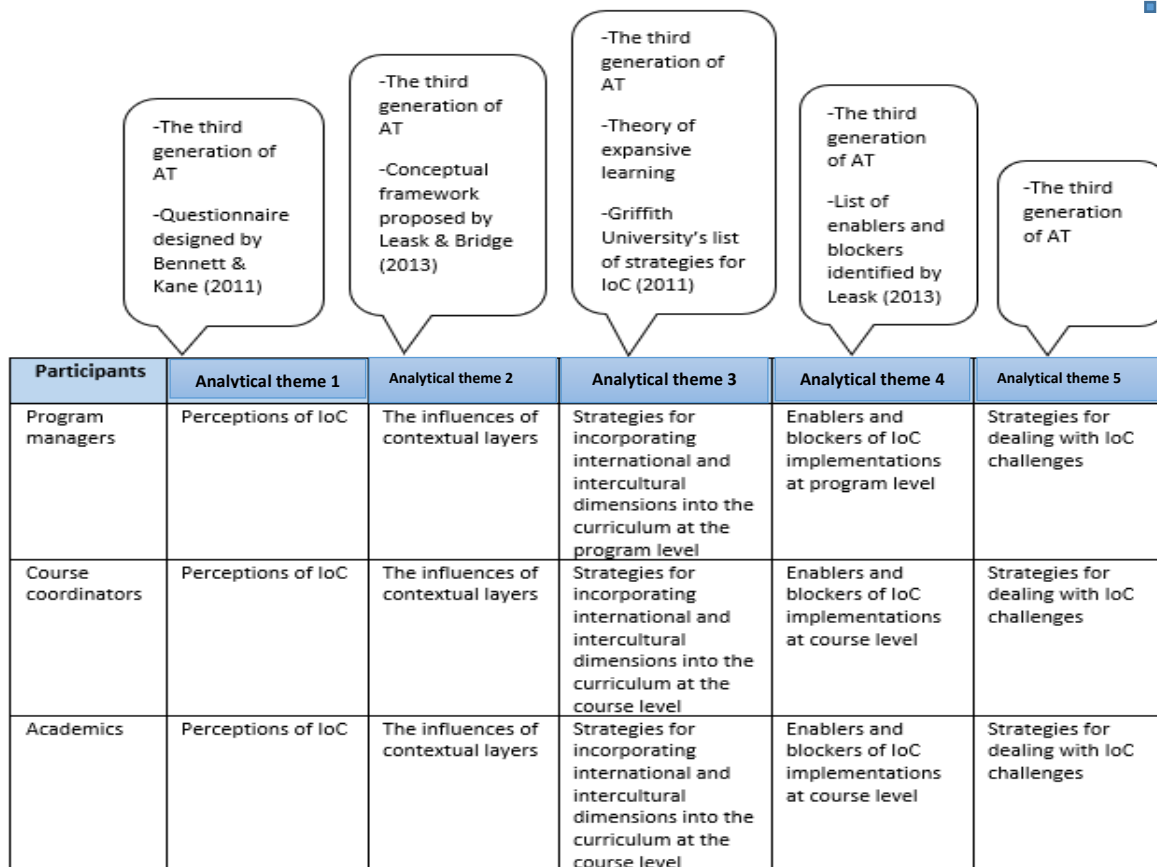 -The third
generation of
AT
-Questionnaire
designed by
Bennett &
Kane (2011)
-The third
generation of
AT
-Conceptual
framework
proposed by
Leask & Bridge
(2013)
-The third
generation of
AT
-Theory of
expansive
learning
-Griffith
University's list
of strategies for
IoC (2011)
-The third
generation
of AT
-List of
enablers and
blockers
identified by
Leask (2013)
-The third
generation
of AT
Participants
Analytical theme 1
Analytical theme 2
Analytical theme 3
Analytical theme 4
Analytical theme 5
Program
managers
Perceptions of IoC
The influences of
contextual layers
Strategies for
incorporating
international and
intercultural
dimensions into the
curriculum at the
program level
Enablers and
blockers of IoC
implementations
at program level
Strategies for
dealing with IoC
challenges
Course
coordinators
Perceptions of IoC
The influences of
contextual layers
Strategies for
incorporating
international and
intercultural
dimensions into the
curriculum at the
course level
Enablers and
blockers of IoC
implementations
at course level
Strategies for
dealing with IoC
challenges
Academics
Perceptions of IoC
The influences of
contextual layers
Strategies for
incorporating
international and
intercultural
dimensions into the
curriculum at the
course level
Enablers and
blockers of IoC
implementations
at course level
Strategies for
dealing with IoC
challenges